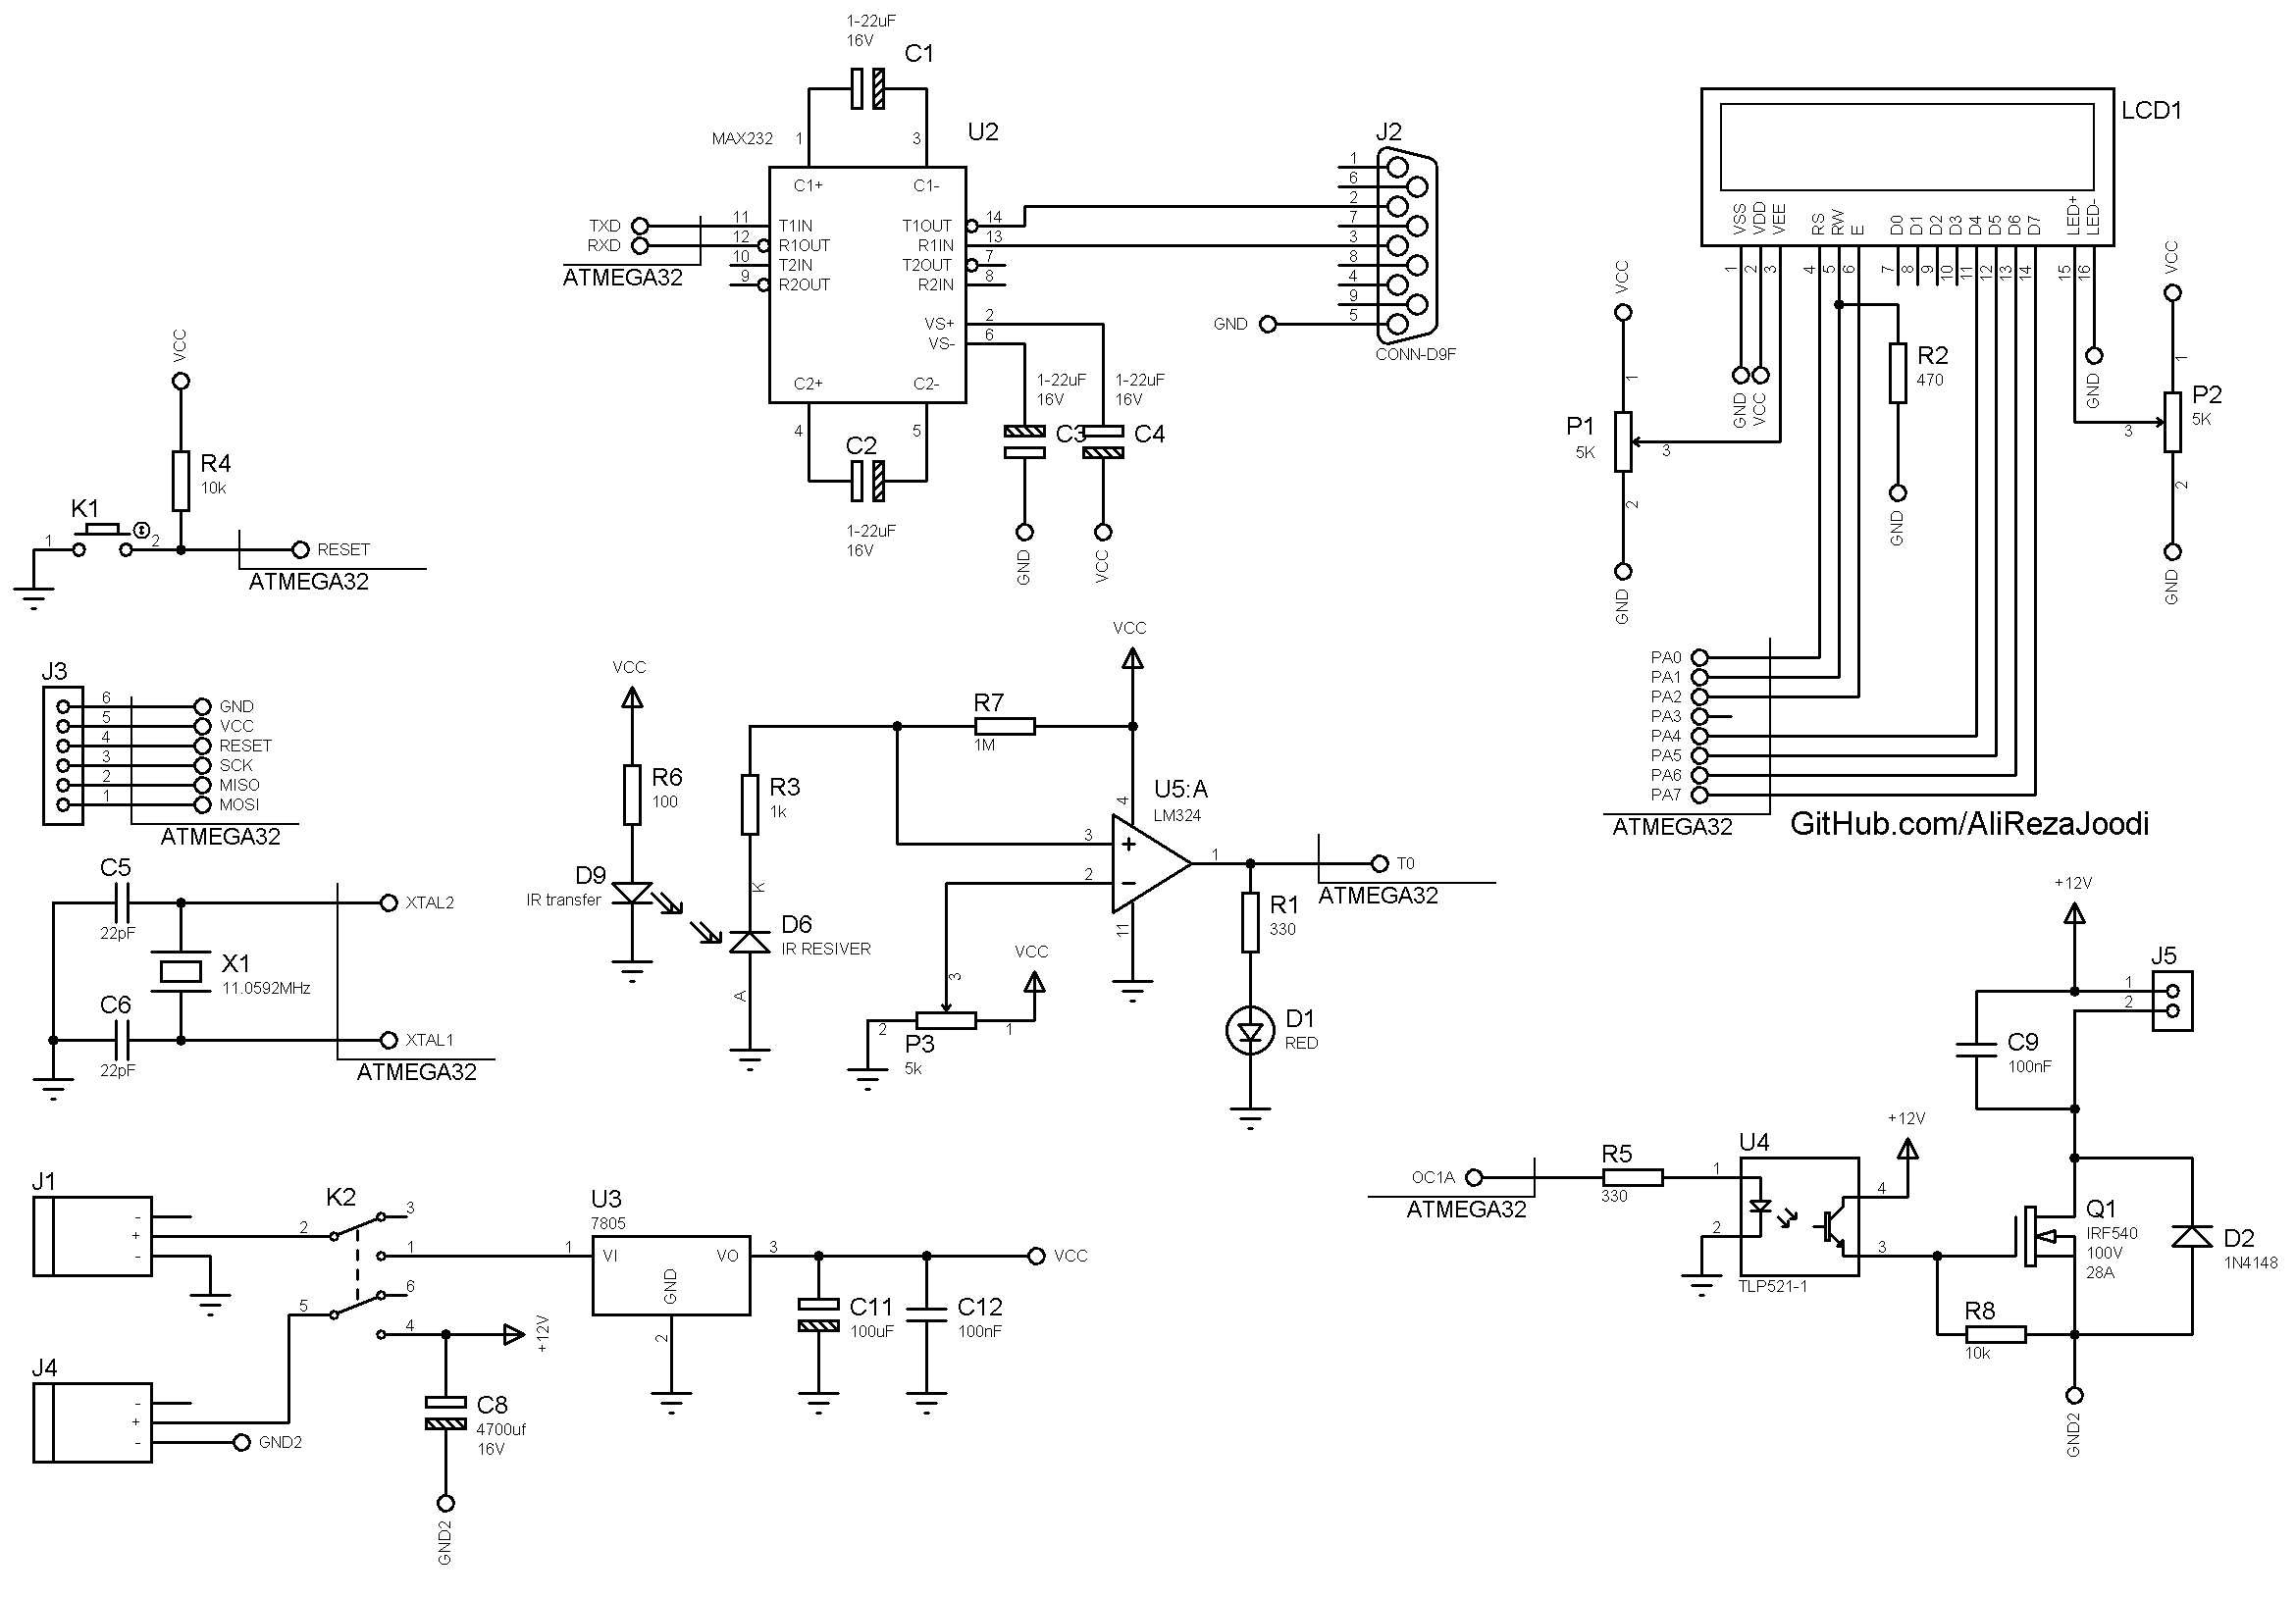 1-22uF
16V
C1
MAX232
1
3
U2
C1+
C1-
TXD
RXD
ATMEGA32
11
12
10
9
T1IN
R1OUT
T2IN
R2OUT
T1OUT
R1IN
T2OUT
R2IN
14
13
7
8
VS+
VS-
2
6
C2+
C2-
4
5
C2
1-22uF
16V
1-22uF
16V
C3
GND
1-22uF
16V
C4
VCC
J2
1
6
2
7
3
8
4
9
5
GND
CONN-D9F
LCD1
VSS
VDD
VEE
RS
RW
E
D0
D1
D2
D3
D4
D5
D6
D7
LED+
LED-
1
2
3
4
5
6
7
8
9
10
11
12
13
14
15
16
VCC
1
P1
5K
3
2
GND
GND
VCC
R2
470
GND
GND
VCC
1
P2
5K
3
2
GND
PA0
PA1
PA2
PA3
PA4
PA5
PA6
PA7
ATMEGA32
GitHub.com/AliRezaJoodi
VCC
R4
10k
K1
1
2
RESET
ATMEGA32
J3
6 GND
5 VCC
4 RESET
3 SCK
2 MISO
1 MOSI
ATMEGA32
C5
22pF
XTAL2
X1
11.0592MHz
C6
22pF
XTAL1
ATMEGA32
VCC
R6
100
D9
IR transfer
R3
1k
K
D6
IR RESIVER
A
R7
1M
VCC
U5:A
LM324
4
3
2
1
11
VCC
3
2
1
P3
5k
T0
ATMEGA32
R1
330
D1
RED
J1
-
+
-
K2
2
3
1
5
6
4
J4
-
+
-
GND2
+12V
C8
4700uf
16V
GND2
U3
7805
1
VI
VO
3
GND
2
VCC
C11
100uF
C12
100nF
+12V
J5
1
2
C9
100nF
OC1A
ATMEGA32
R5
330
U4
1
2
4
3
TLP521-1
+12V
Q1
IRF540
100V
28A
D2
1N4148
R8
10k
GND2